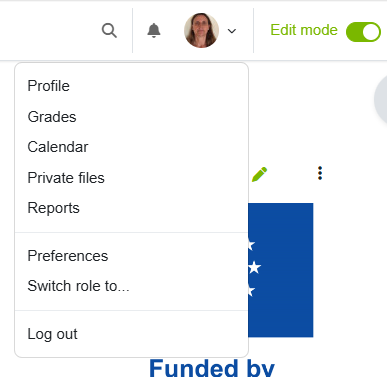 Edit mode
Profile
Grades
Calendar
Private files
Reports
Preferences
Switch role to...
Log out
Funded by